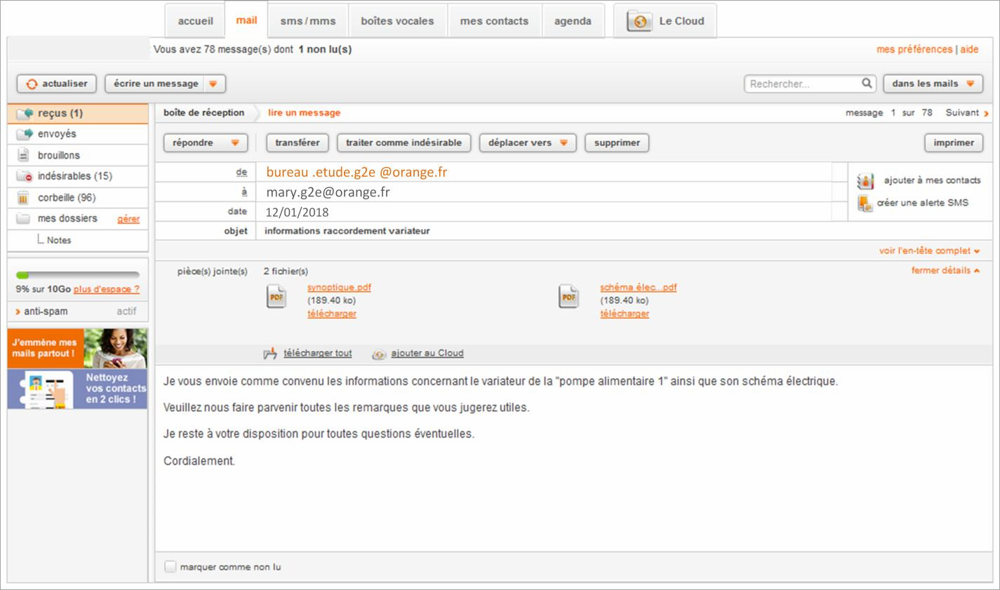 accueil mail sms / mms boîtes vocales mes contacts agenda Le Cloud
: Vous avez 78 message(s) dont 1 non lu(s) mes préférences | aide
actualiser écrire un message Rechercher... dans les mails
reçus (1)
envoyés
brouillons
indésirables (15)
corbeille (96)
mes dossiers gérer
Notes
9% sur 10Go plus d'espace ?
anti-spam actif
J'emmène mes
mails partout !
Nettoyez
vos contacts
en 2 clics !
boîte de réception lire un message message 1 sur 78 Suivant
répondre transférer traiter comme indésirable déplacer vers supprimer imprimer
de bureau .etude.g2e @orange.fr
à mary.g2e@orange.fr
date 12/01/2018
objet informations raccordement variateur
ajouter à mes contacts
créer une alerte SMS
voir l'en-tête complet
pièce(s) jointe(s) 2 fichier(s) fermer détails
PDF synoptique.pdf
(189.40 ko)
télécharger
PDF schéma élec...pdf
(189.40 ko)
télécharger
télécharger tout ajouter au Cloud
Je vous envoie comme convenu les informations concernant le variateur de la "pompe alimentaire 1" ainsi que son schéma électrique.
Veuillez nous faire parvenir toutes les remarques que vous jugerez utiles.
Je reste à votre disposition pour toutes questions éventuelles.
Cordialement.
marquer comme non lu